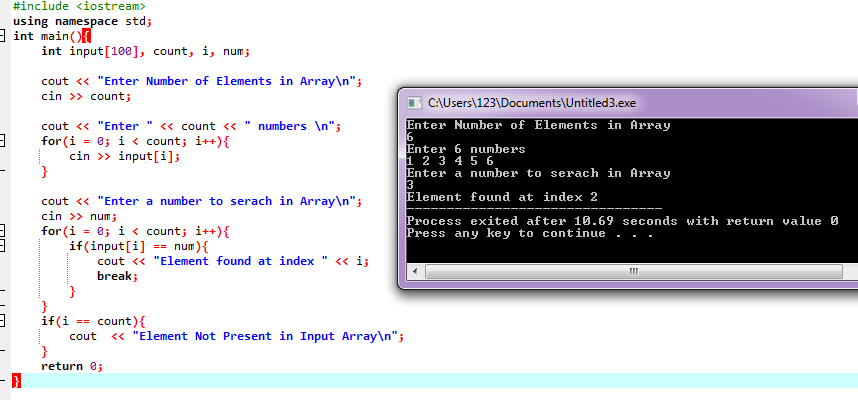 #include <iostream>
using namespace std;
int main(){
    int input[100], count, i, num;

    cout << "Enter Number of Elements in Array\n";
    cin >> count;

    cout << "Enter " << count << " numbers \n";
    for(i = 0; i < count; i++){
        cin >> input[i];
    }

    cout << "Enter a number to serach in Array\n";
    cin >> num;
    for(i = 0; i < count; i++){
        if(input[i] == num){
            cout << "Element found at index " << i;
            break;
        }
    }
    if(i == count){
        cout  << "Element Not Present in Input Array\n";
    }
    return 0;
}
C:\Users\123\Documents\Untitled3.exe
Enter Number of Elements in Array
6
Enter 6 numbers
1 2 3 4 5 6
Enter a number to serach in Array
3
Element found at index 2
--------------------------------
Process exited after 10.69 seconds with return value 0
Press any key to continue . . .